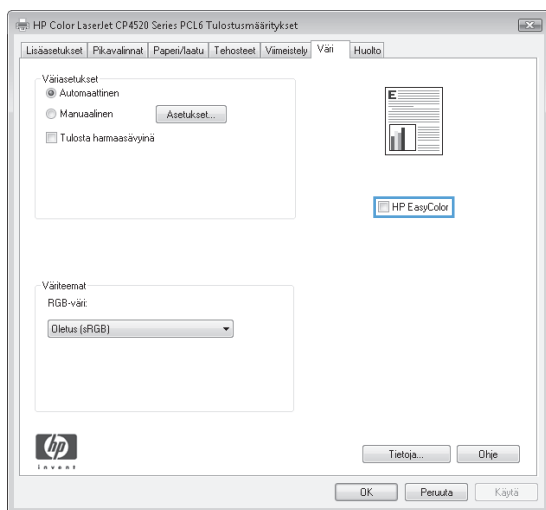 HP Color LaserJet CP4520 Series PCL6 Tulostusmääritykset
Lisäasetukset Pikavalinnat Paperi/laatu Tehosteet Viimeistely Väri Huolto
Väriasetukset
Automaattinen
Manuaalinen Asetukset...
Tulosta harmaasävyinä
E
HP EasyColor
Väriteemat
RGB-väri:
Oletus (sRGB)
hp
invent
Tietoja... Ohje
OK Peruuta Käytä